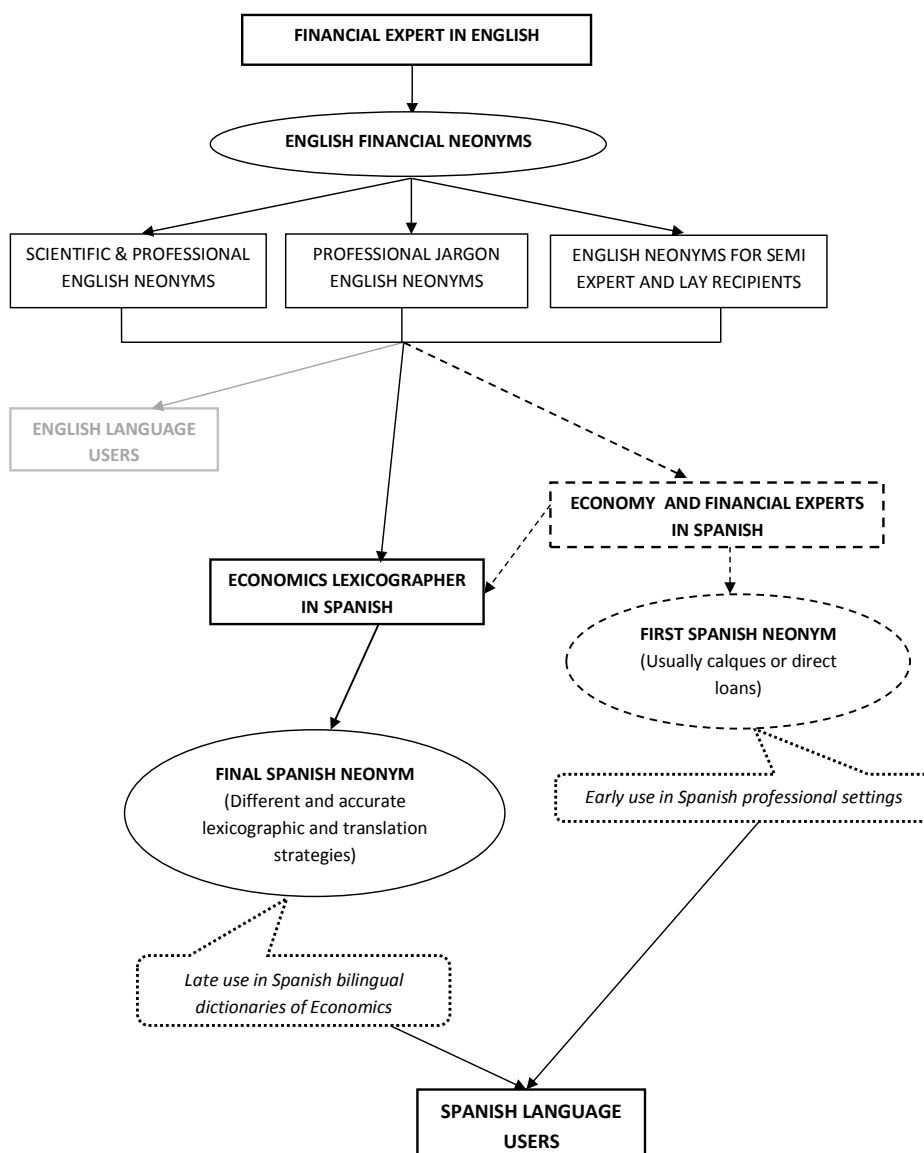 FINANCIAL EXPERT IN ENGLISH
ENGLISH FINANCIAL NEONYMS
SCIENTIFIC & PROFESSIONAL
ENGLISH NEONYMS
PROFESSIONAL JARGON
ENGLISH NEONYMS
ENGLISH NEONYMS FOR SEMI
EXPERT AND LAY RECIPIENTS
ENGLISH LANGUAGE
USERS
ECONOMY AND FINANCIAL EXPERTS
IN SPANISH
ECONOMICS LEXICOGRAPHER
IN SPANISH
FIRST SPANISH NEONYM
(Usually calques or direct
loans)
FINAL SPANISH NEONYM
(Different and accurate
lexicographic and translation
strategies)
Early use in Spanish professional settings
Late use in Spanish bilingual
dictionaries of Economics
SPANISH LANGUAGE
USERS